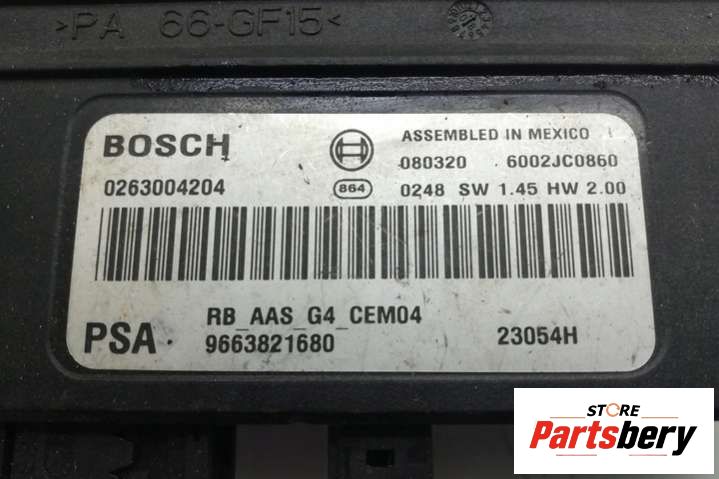 >PA 66-GF15<
BOSCH
ASSEMBLED IN MEXICO
080320 6002JC0860
0263004204
864
0248 SW 1.45 HW 2.00
RB_AAS_G4_CEM04
PSA
9663821680
23054H
STORE
Partsbery